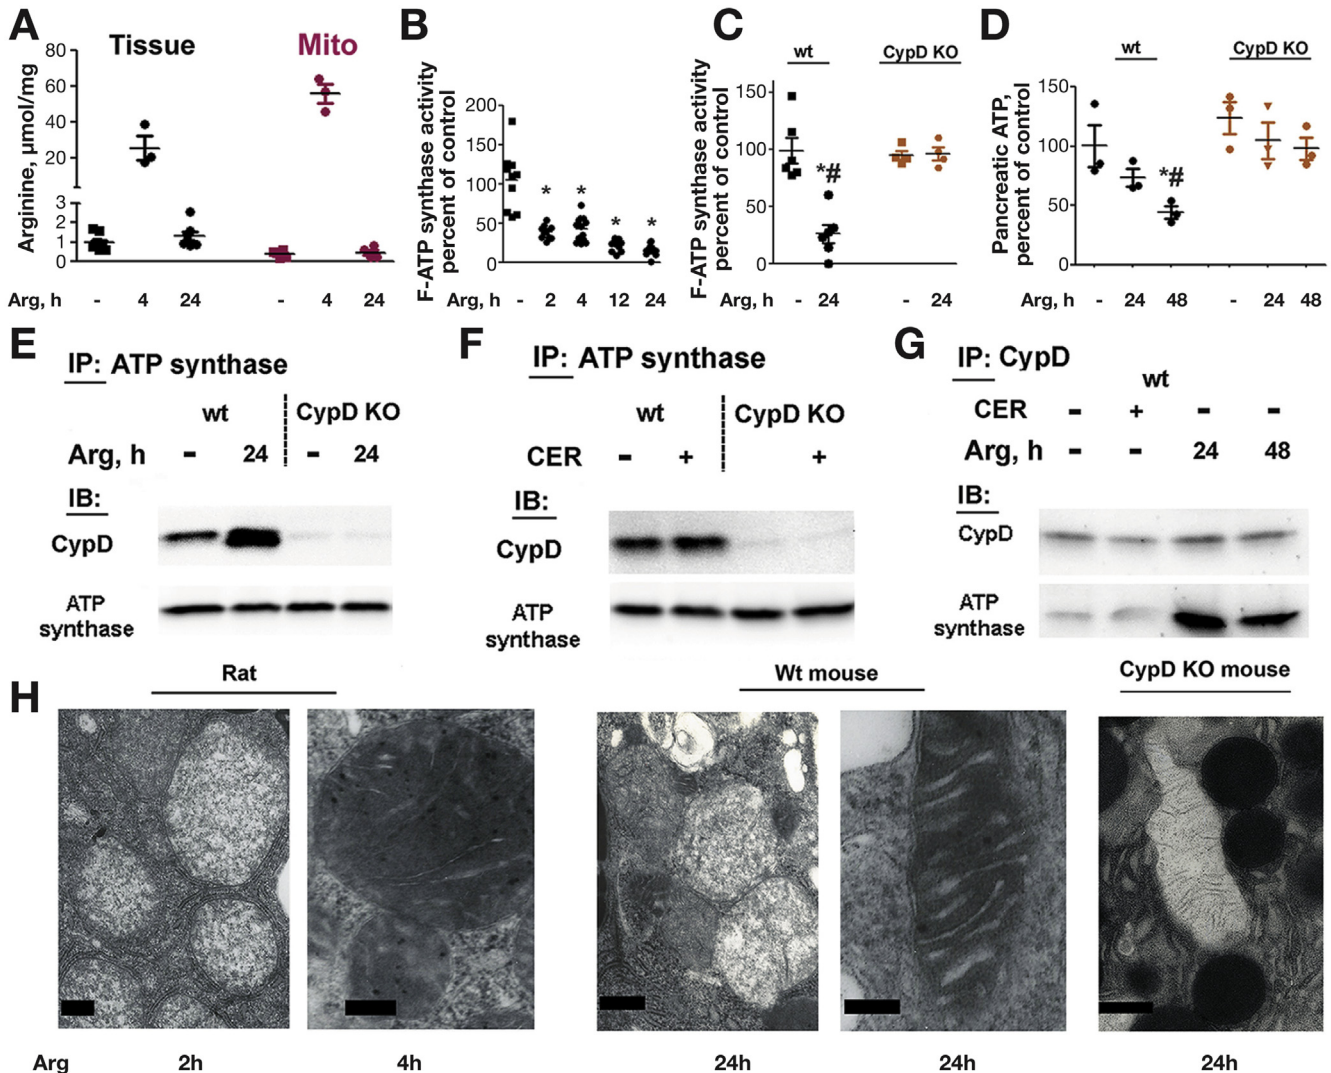 A
Tissue
Mito
Arginine, μmol/mg
80
60
40
20
3
2
1
0
Arg, h
-
4
24
-
4
24
B
F-ATP synthase activity
percent of control
200
150
100
50
0
Arg, h
-
2
4
12
24
*
*
*
*
C
wt
CypD KO
F-ATP synthase activity
percent of control
150
100
50
0
*#
Arg, h
-
24
-
24
D
wt
CypD KO
Pancreatic ATP,
percent of control
150
100
50
0
*#
Arg, h
-
24
48
-
24
48
E
IP: ATP synthase
wt
CypD KO
Arg, h - 24 - 24
IB:
CypD
ATP
synthase
F
IP: ATP synthase
wt
CypD KO
CER - + +
IB:
CypD
ATP
synthase
G
IP: CypD
wt
CER - + - -
Arg, h - - 24 48
IB:
CypD
ATP
synthase
H
Rat
Wt mouse
CypD KO mouse
Arg 2h 4h 24h 24h 24h